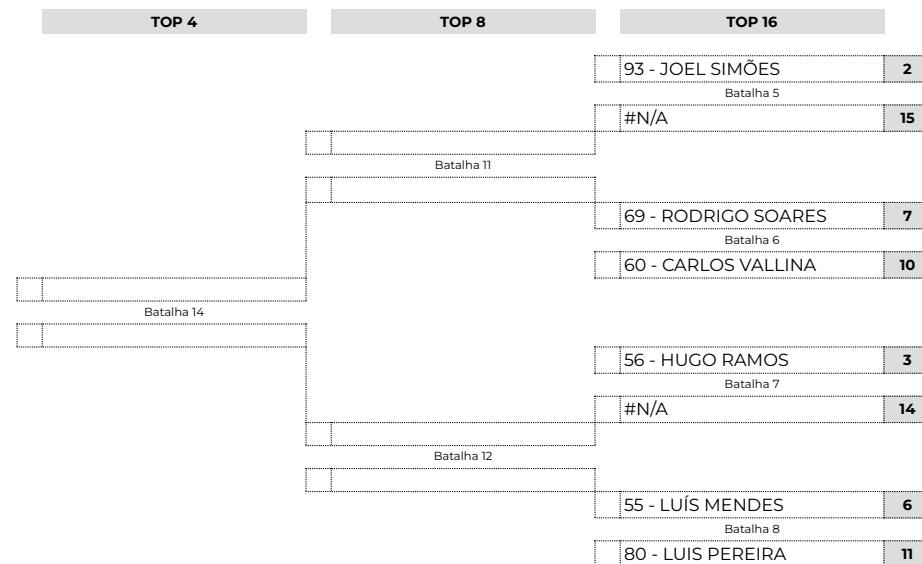 TOP 4 TOP 8 TOP 16
93 - JOEL SIMÕES 2
Batalha 5
#N/A 15
Batalha 11
69 - RODRIGO SOARES 7
Batalha 6
60 - CARLOS VALLINA 10
Batalha 14
56 - HUGO RAMOS 3
Batalha 7
#N/A 14
Batalha 12
55 - LUÍS MENDES 6
Batalha 8
80 - LUIS PEREIRA 11